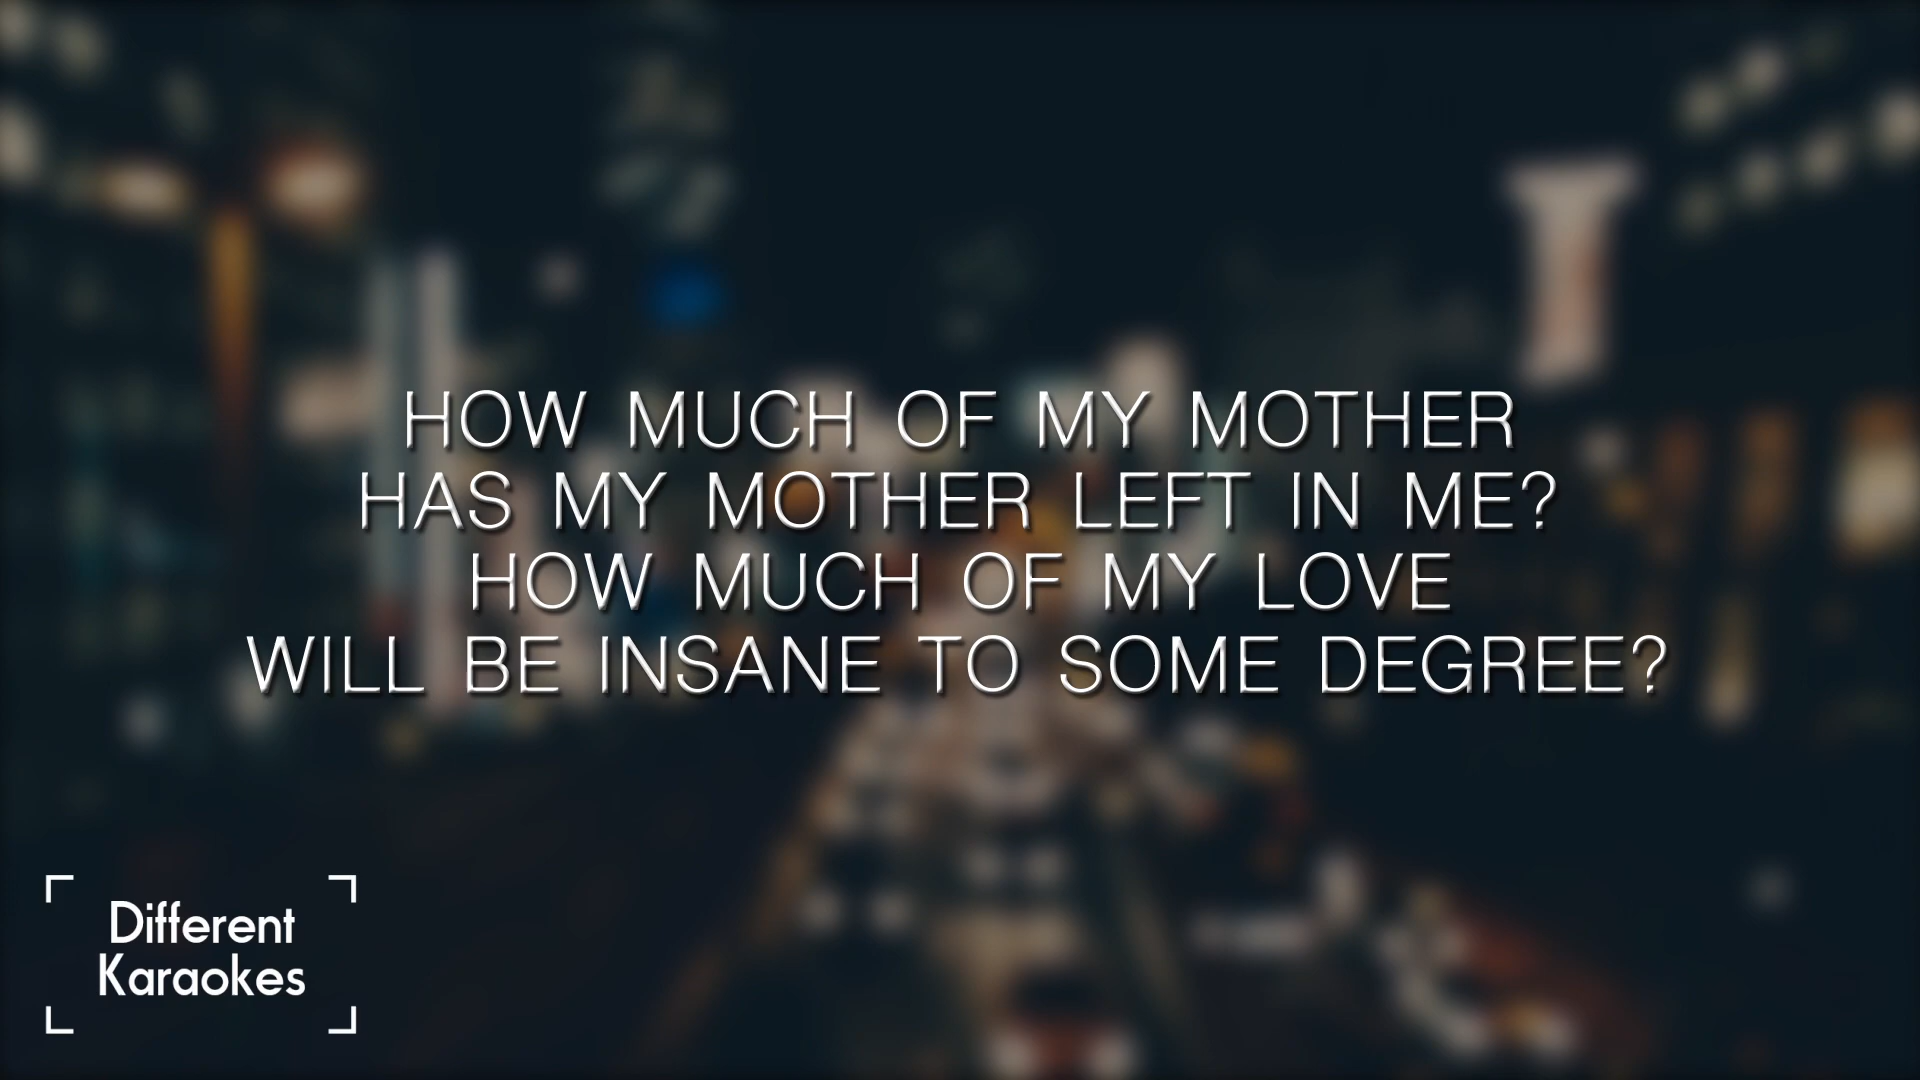 HOW MUCH OF MY MOTHER
HAS MY MOTHER LEFT IN ME?
HOW MUCH OF MY LOVE
WILL BE INSANE TO SOME DEGREE?
Different
Karaokes